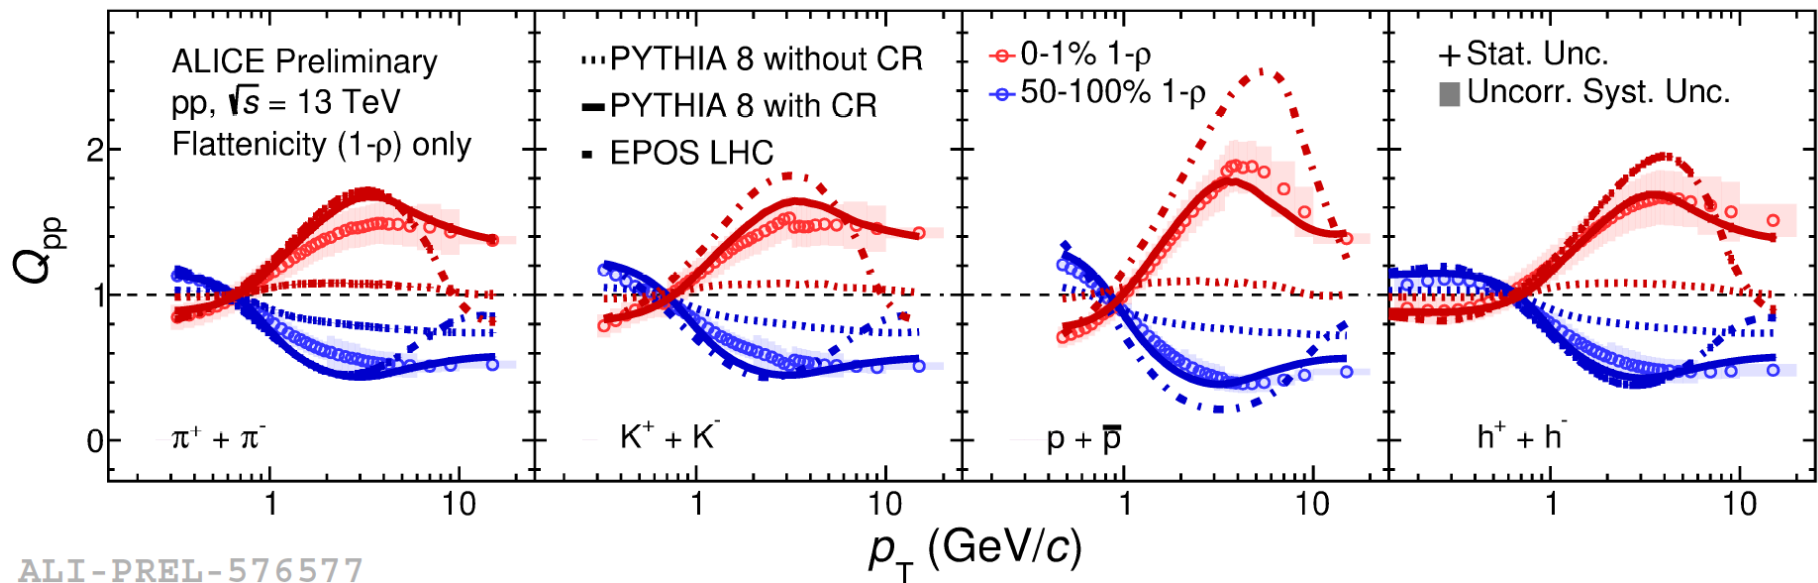 ALICE Preliminary
pp, √s = 13 TeV
Flattenicity (1-ρ) only
PYTHIA 8 without CR
PYTHIA 8 with CR
EPOS LHC
0-1% 1-ρ
50-100% 1-ρ
Stat. Unc.
Uncorr. Syst. Unc.
Q_pp
2
1
0
π⁺ + π⁻
K⁺ + K⁻
p + p̅
h⁺ + h⁻
1 10 1 10 1 10 1 10
p_T (GeV/c)
ALI-PREL-576577